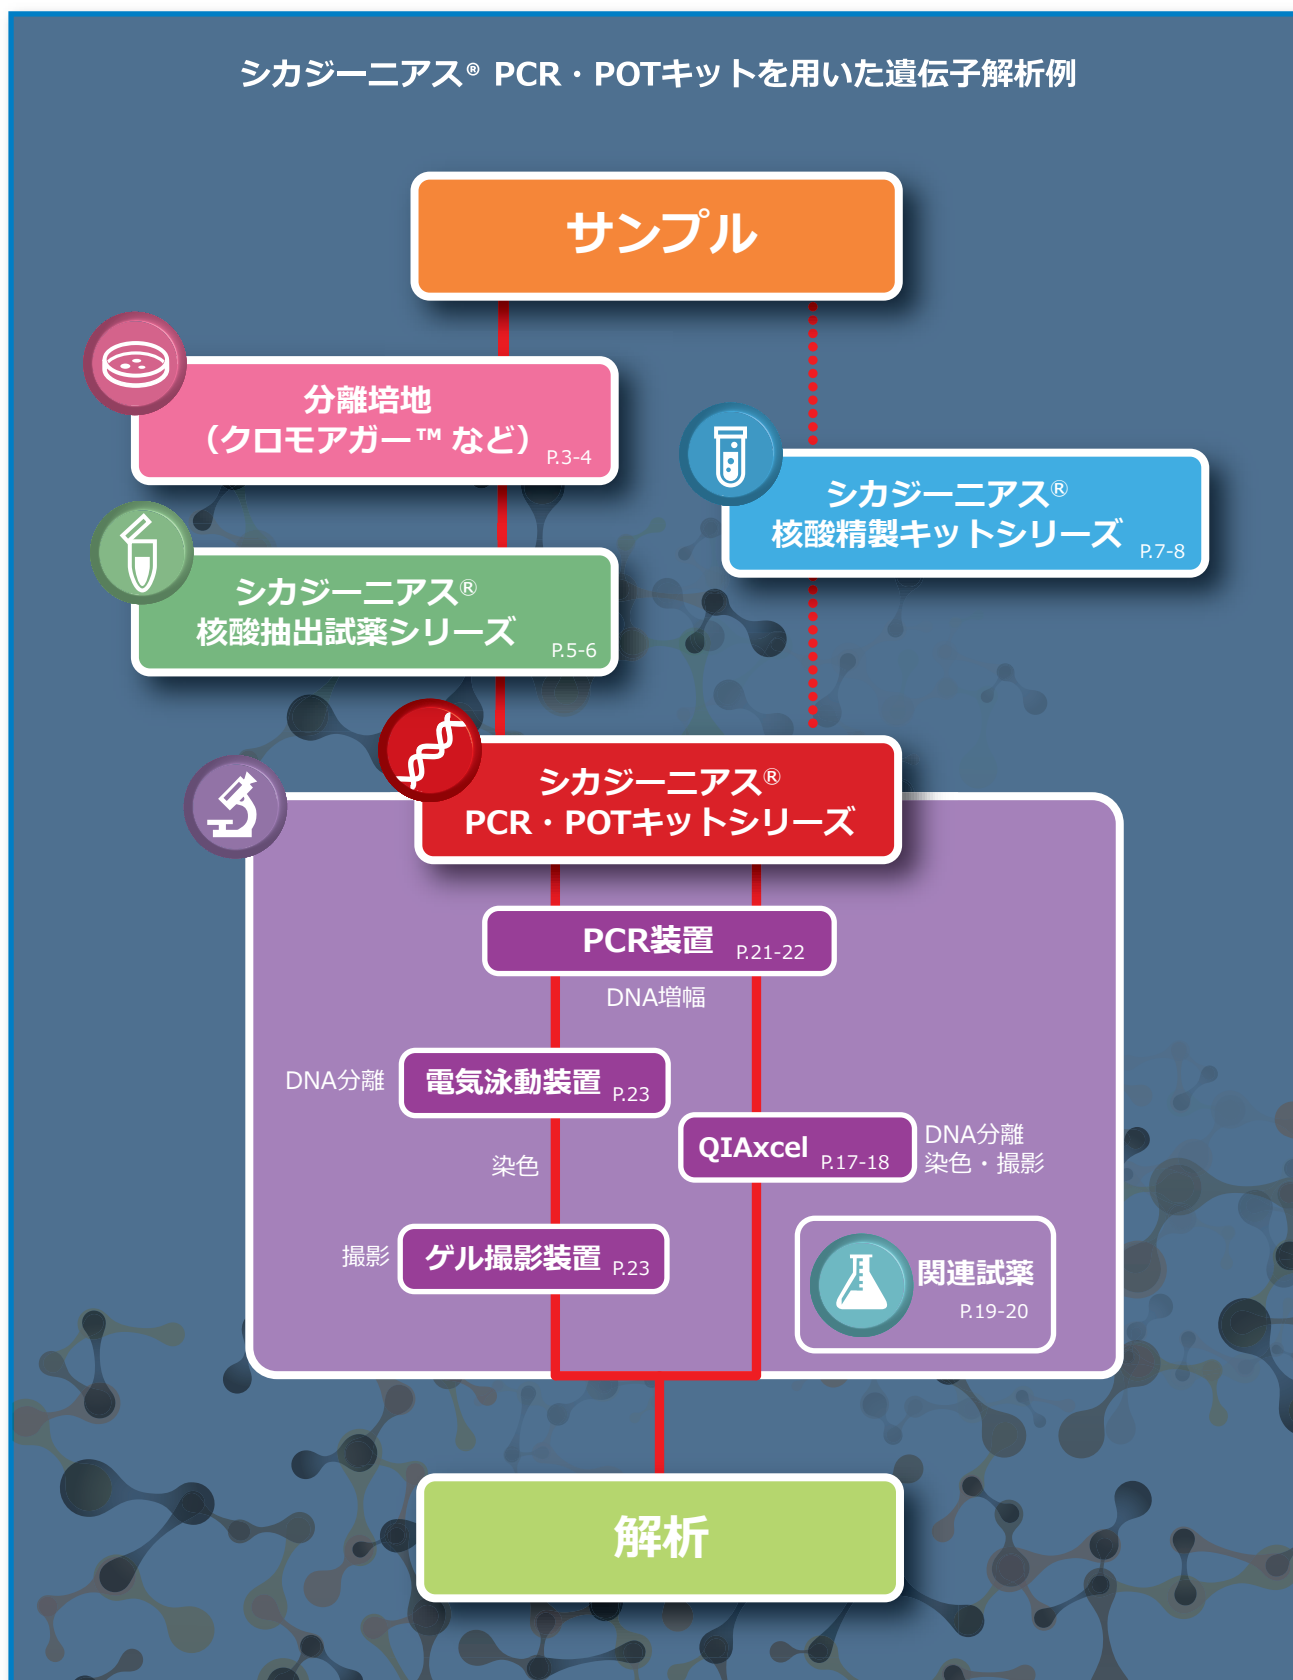 シカジーニアス® PCR・POTキットを用いた遺伝子解析例
サンプル
分離培地
（クロモアガー™ など）
P.3-4
シカジーニアス®
核酸精製キットシリーズ
P.7-8
シカジーニアス®
核酸抽出試薬シリーズ
P.5-6
シカジーニアス®
PCR・POTキットシリーズ
PCR装置 P.21-22
DNA増幅
DNA分離
電気泳動装置 P.23
QIAxcel P.17-18
DNA分離
染色・撮影
染色
撮影
ゲル撮影装置 P.23
関連試薬
P.19-20
解析